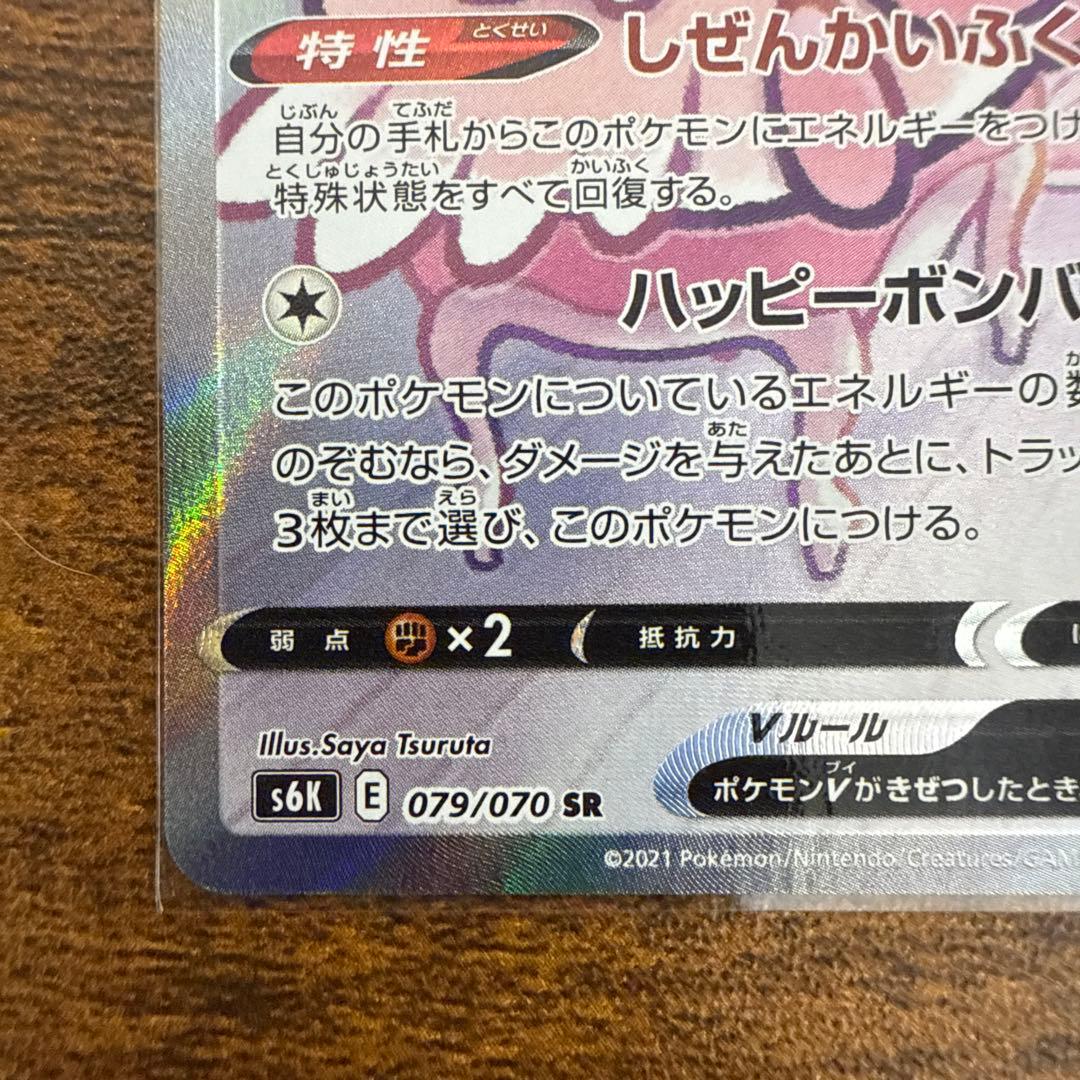 特性 とくせい しぜんかいふく
じぶん てふだ
自分の手札からこのポケモンにエネルギーをつけ
とくしゅじょうたい かいふく
特殊状態をすべて回復する。
ハッピーボンバ
このポケモンについているエネルギーの
あた
のぞむなら、ダメージを与えたあとに、トラッ
まい えら
3枚まで選び、このポケモンにつける。
弱点 ×2 抵抗力
Vルール
Illus.Saya Tsuruta
ブイ
ポケモンVがきぜつしたとき
s6K E 079/070 SR
©2021 Pokémon/Nintendo/Creatures/GAM